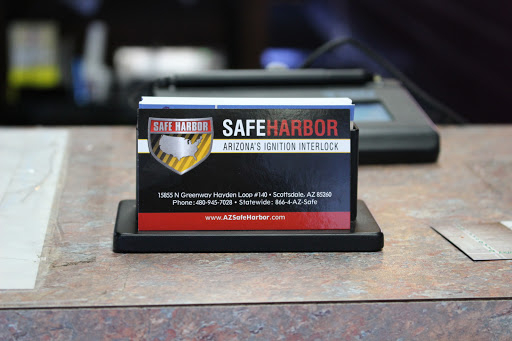 SAFE HARBOR
SAFEHARBOR
ARIZONA'S IGNITION INTERLOCK
15855 N Greenway Hayden Loop #140 • Scottsdale, AZ 85260
Phone: 480-945-7028 • Statewide: 866-4-AZ-Safe
www.AZSafeHarbor.com